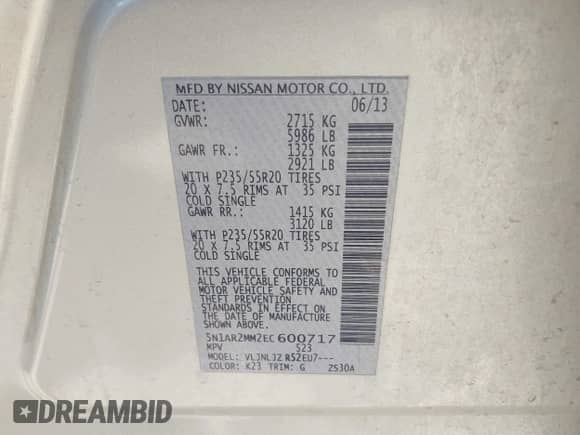 MFD BY NISSAN MOTOR CO., LTD.
DATE: 06/13
GVWR: 2715 KG
5986 LB
GAWR FR.: 1325 KG
2921 LB
WITH P235/55R20 TIRES
20 X 7.5 RIMS AT 35 PSI
COLD SINGLE
GAWR RR.: 1415 KG
3120 LB
WITH P235/55R20 TIRES
20 X 7.5 RIMS AT 35 PSI
COLD SINGLE
THIS VEHICLE CONFORMS TO
ALL APPLICABLE FEDERAL
MOTOR VEHICLE SAFETY AND
THEFT PREVENTION
STANDARDS IN EFFECT ON
THE DATE OF MANUFACTURE
SHOWN ABOVE.
5N1AR2MM2EC600717
MPV 523
MODEL: VLJNLJZ R52EU7---
COLOR: K23 TRIM: G ZS30A
DREAMBID